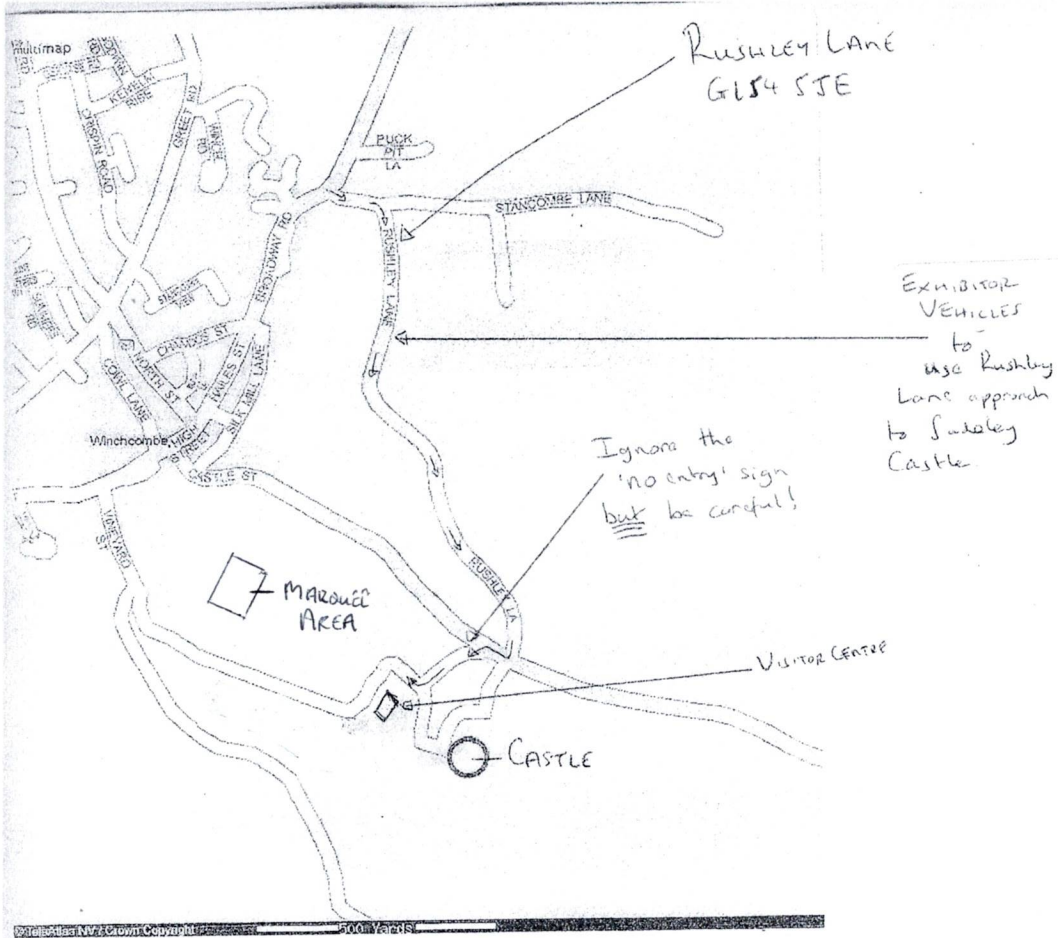 multimap
RUSHLEY LANE
GL54 5JE
KENELM
RISE
CRISPIN ROAD
GREET RD
WINCHC
RD
PUCK
PIT
LA
STANCOMBE LANE
BROADWAY RD
RUSHLEY LANE
EXHIBITOR
VEHICLES
to
use Rushley
Lane approach
to Sudeley
Castle
CHANDOS ST
NORTH ST
COWL LANE
HAILES ST
SILK MILL LANE
Winchcombe
HIGH
STREET
CASTLE ST
VINEYARD
ST
Ignore the
'no entry' sign
but be careful!
RUSHLEY LA
MARQUEE
AREA
VISITOR CENTRE
CASTLE
© TeleAtlas NV / Crown Copyright
500 Yards